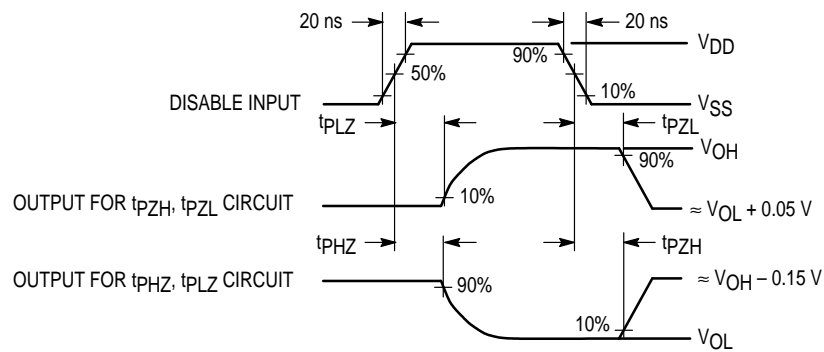 20 ns
20 ns
V_DD
90%
50%
10%
DISABLE INPUT
V_SS
t_PLZ
t_PZL
V_OH
90%
10%
OUTPUT FOR t_PZH, t_PZL CIRCUIT
≈ V_OL + 0.05 V
t_PHZ
t_PZH
OUTPUT FOR t_PHZ, t_PLZ CIRCUIT
90%
≈ V_OH – 0.15 V
10%
V_OL